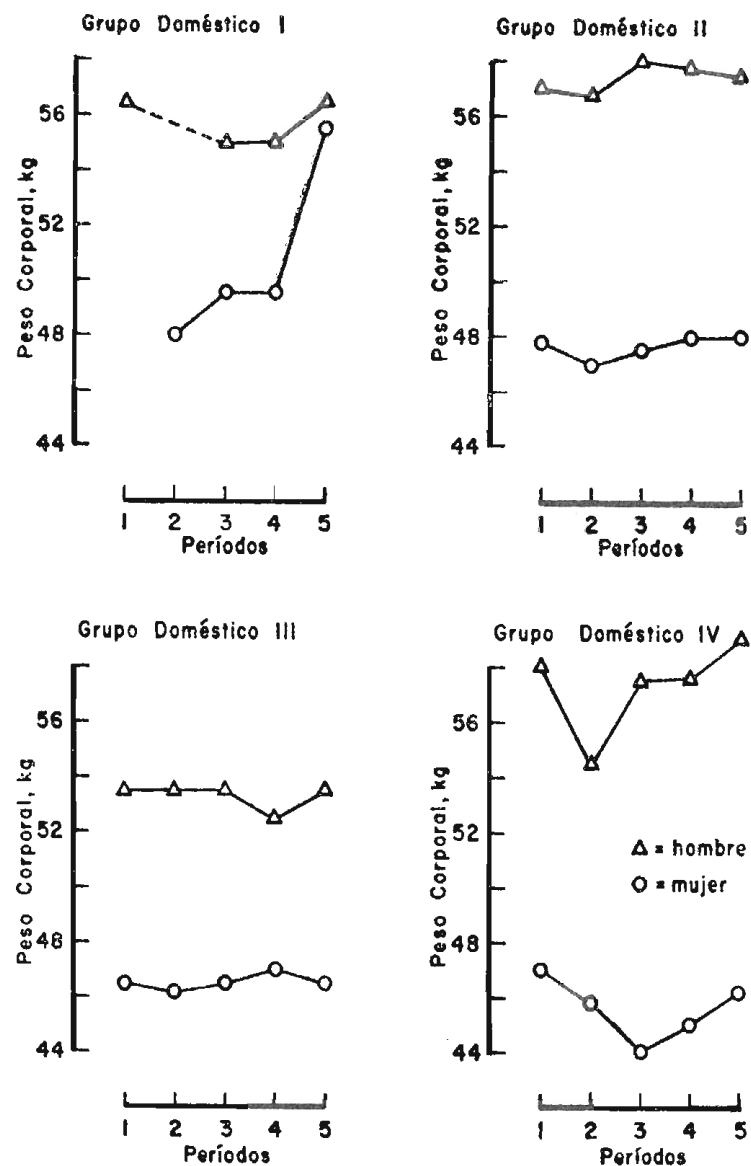 Grupo Doméstico I
Peso Corporal, kg
56
52
48
44
1 2 3 4 5
Períodos
Grupo Doméstico II
Peso Corporal, kg
56
52
48
44
1 2 3 4 5
Períodos
Grupo Doméstico III
Peso Corporal, kg
56
52
48
44
1 2 3 4 5
Períodos
Grupo Doméstico IV
Peso Corporal, kg
56
52
48
44
Δ = hombre
O = mujer
1 2 3 4 5
Períodos